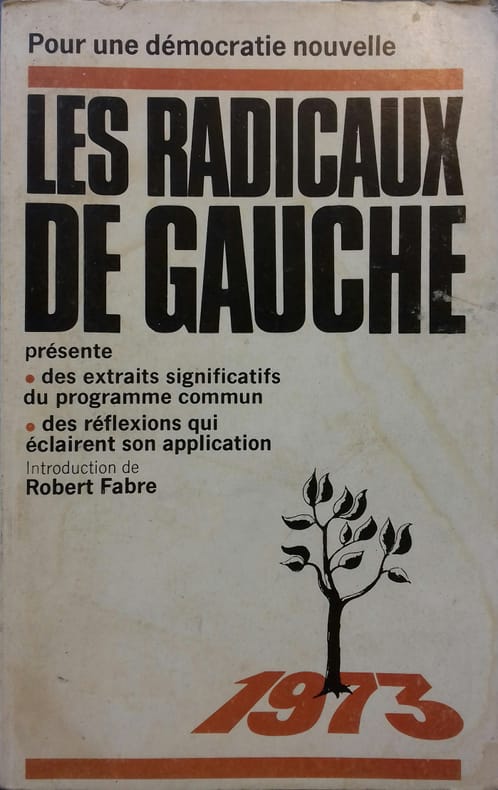 Pour une démocratie nouvelle
LES RADICAUX
DE GAUCHE
présente
• des extraits significatifs
du programme commun
• des réflexions qui
éclairent son application
Introduction de
Robert Fabre
1973